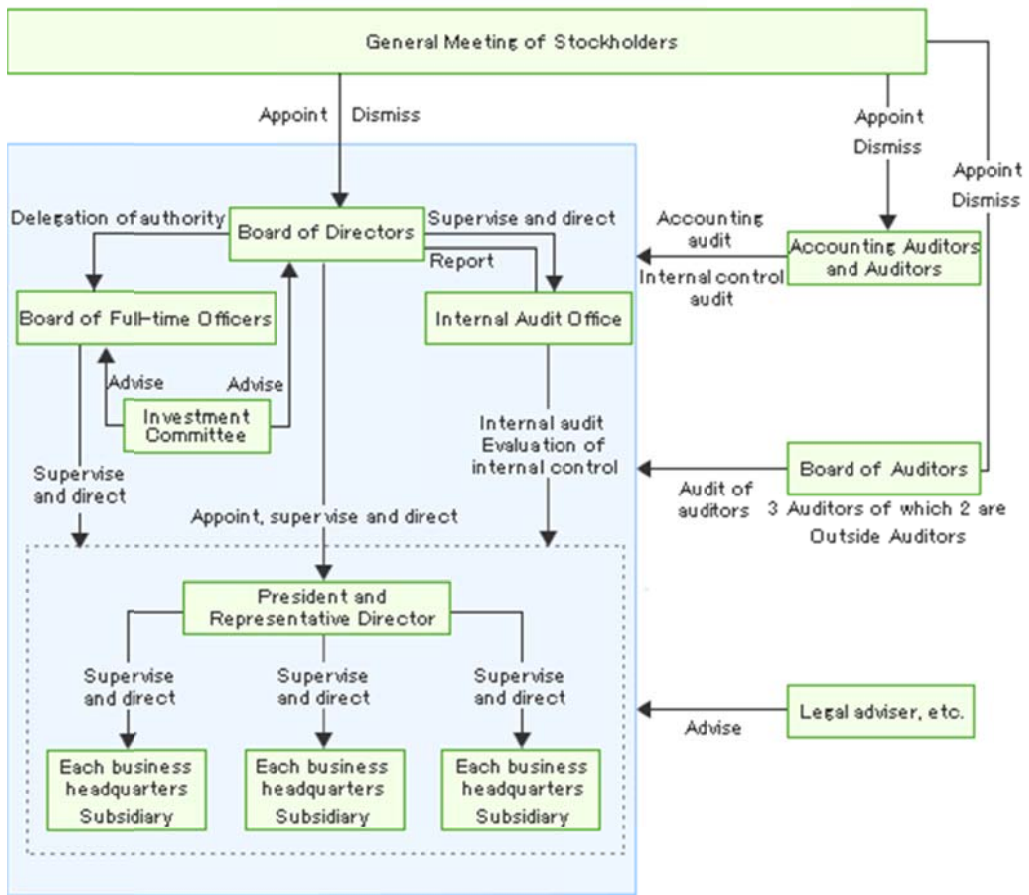 General Meeting of Stockholders
Appoint Dismiss
Appoint
Dismiss
Appoint
Dismiss
Delegation of authority
Board of Directors
Supervise and direct
Report
Accounting
audit
Internal control
audit
Accounting Auditors
and Auditors
Board of Full-time Officers
Internal Audit Office
Advise
Advise
Investment
Committee
Supervise
and direct
Internal audit
Evaluation of
internal control
Board of Auditors
Audit of
auditors
3 Auditors of which 2 are
Outside Auditors
Appoint, supervise and direct
President and
Representative Director
Supervise
and direct
Supervise
and direct
Supervise
and direct
Advise
Legal adviser, etc.
Each business
headquarters
Subsidiary
Each business
headquarters
Subsidiary
Each business
headquarters
Subsidiary